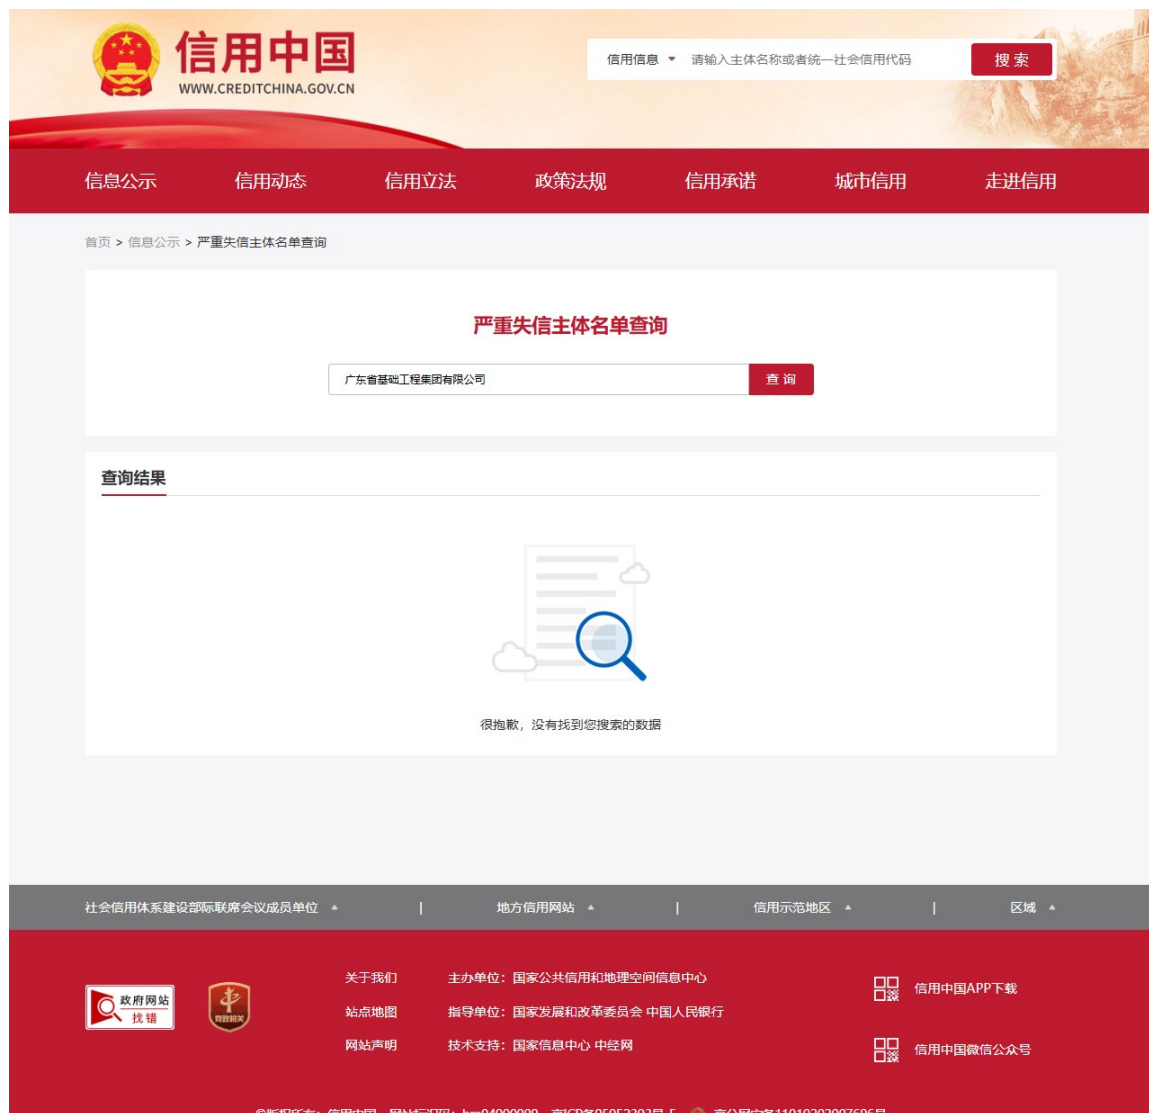 信用中国
WWW.CREDITCHINA.GOV.CN
信用信息 请输入主体名称或者统一社会信用代码 搜索
信息公示 信用动态 信用立法 政策法规 信用承诺 城市信用 走进信用
首页 > 信息公示 > 严重失信主体名单查询
严重失信主体名单查询
广东省基础工程集团有限公司 查询
查询结果
很抱歉，没有找到您搜索的数据
社会信用体系建设部际联席会议成员单位 | 地方信用网站 | 信用示范地区 | 区域
政府网站
找错
党政机关
关于我们 主办单位：国家公共信用和地理空间信息中心
信用中国APP下载
站点地图 指导单位：国家发展和改革委员会 中国人民银行
网站声明 技术支持：国家信息中心 中经网
信用中国微信公众号